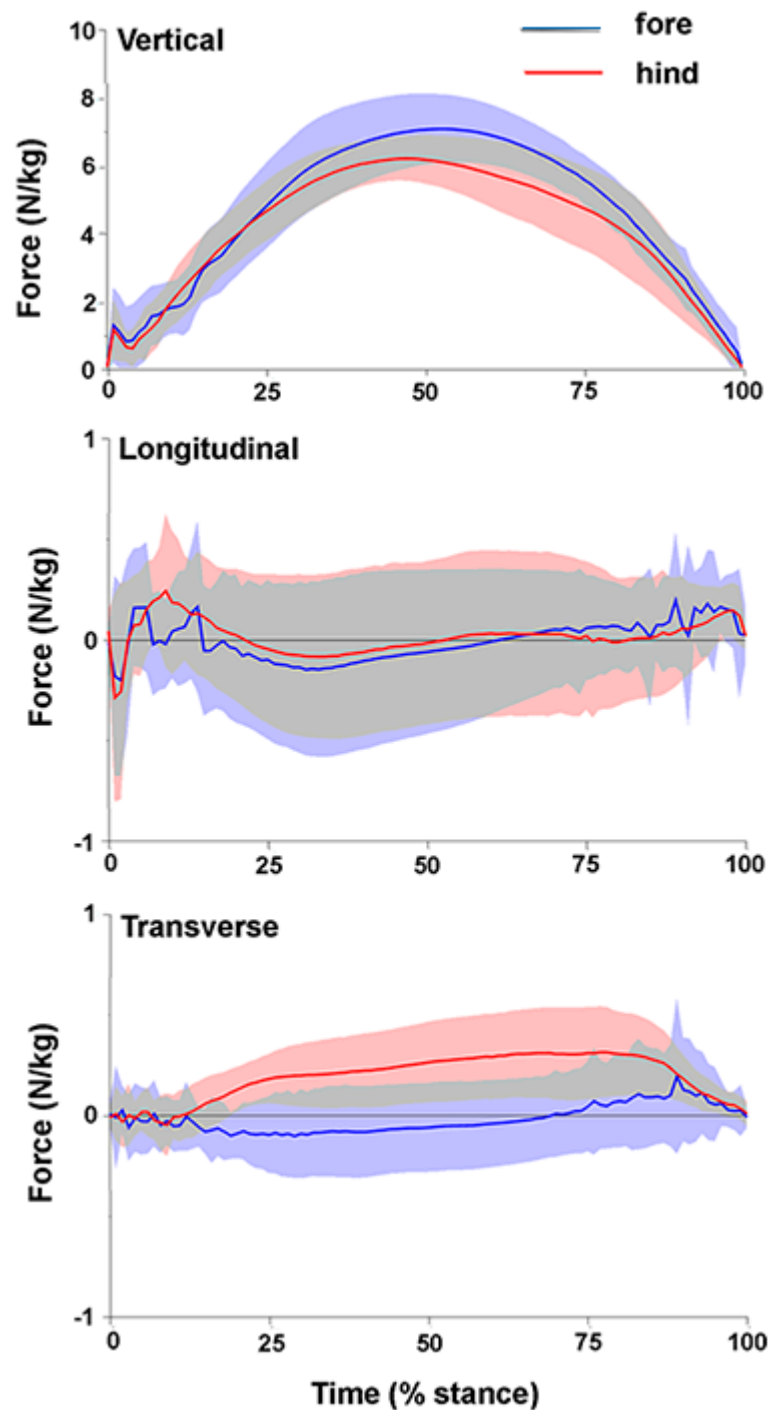 Vertical
fore
hind
10
8
6
4
2
0
Force (N/kg)
0 25 50 75 100
Longitudinal
1
0
-1
Force (N/kg)
0 25 50 75 100
Transverse
1
0
-1
Force (N/kg)
0 25 50 75 100
Time (% stance)